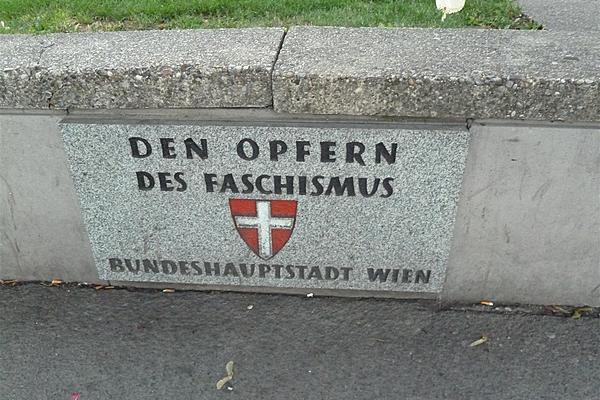 DEN OPFERN
DES FASCHISMUS
BUNDESHAUPTSTADT WIEN